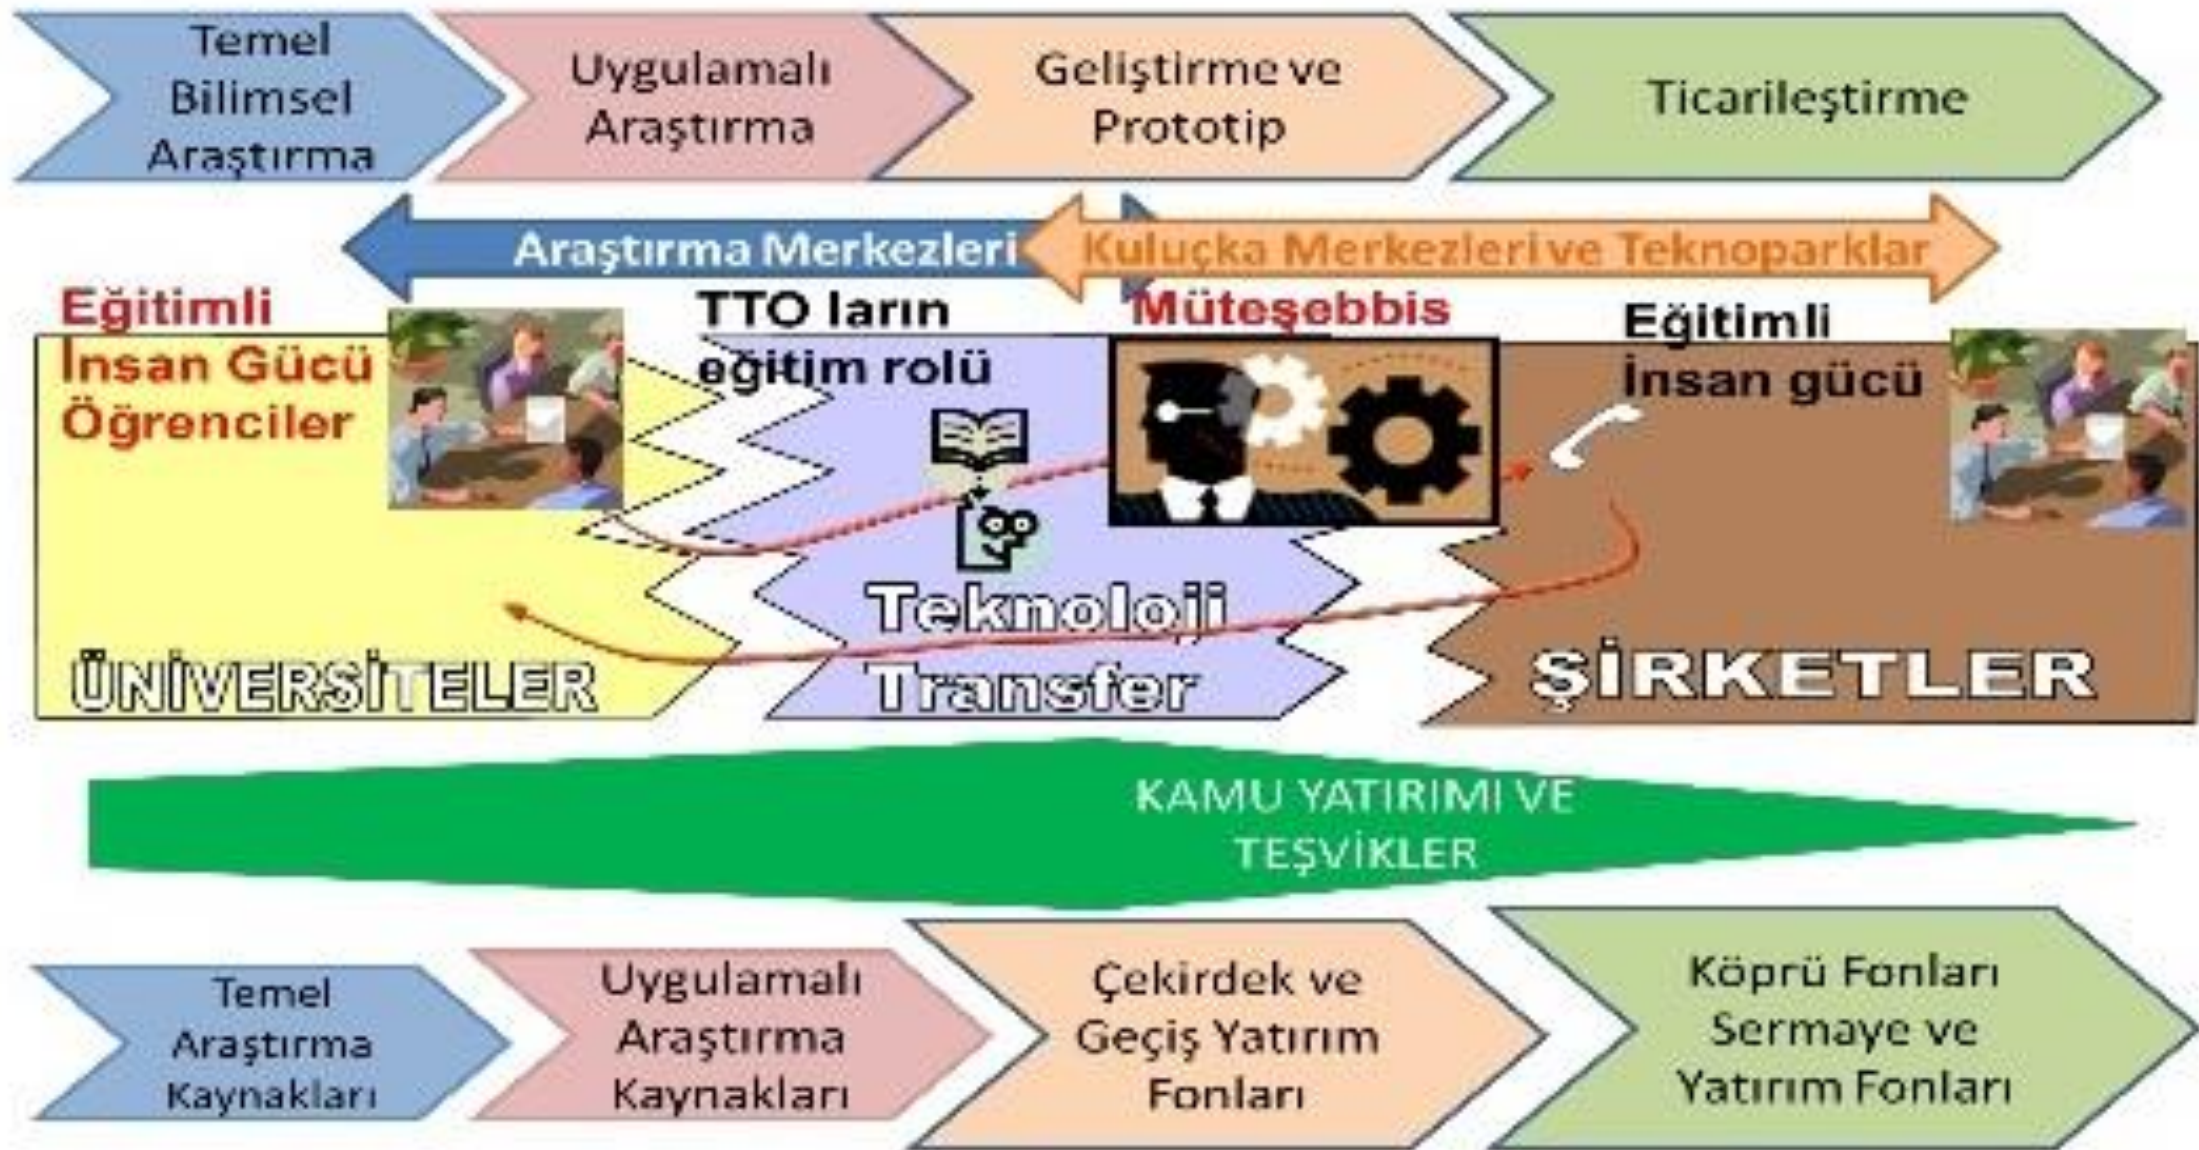 Temel
Bilimsel
Araştırma
Uygulamalı
Araştırma
Geliştirme ve
Prototip
Ticarileştirme
Araştırma Merkezleri
Kuluçka Merkezleri ve Teknoparklar
Eğitimli
İnsan Gücü
Öğrenciler
TTO ların
eğitim rolü
Müteşebbis
Eğitimli
insan gücü
ÜNİVERSİTELER
Teknoloji
Transfer
ŞİRKETLER
KAMU YATIRIMI VE
TEŞVİKLER
Temel
Araştırma
Kaynakları
Uygulamalı
Araştırma
Kaynakları
Çekirdek ve
Geçiş Yatırım
Fonları
Köprü Fonları
Sermaye ve
Yatırım Fonları